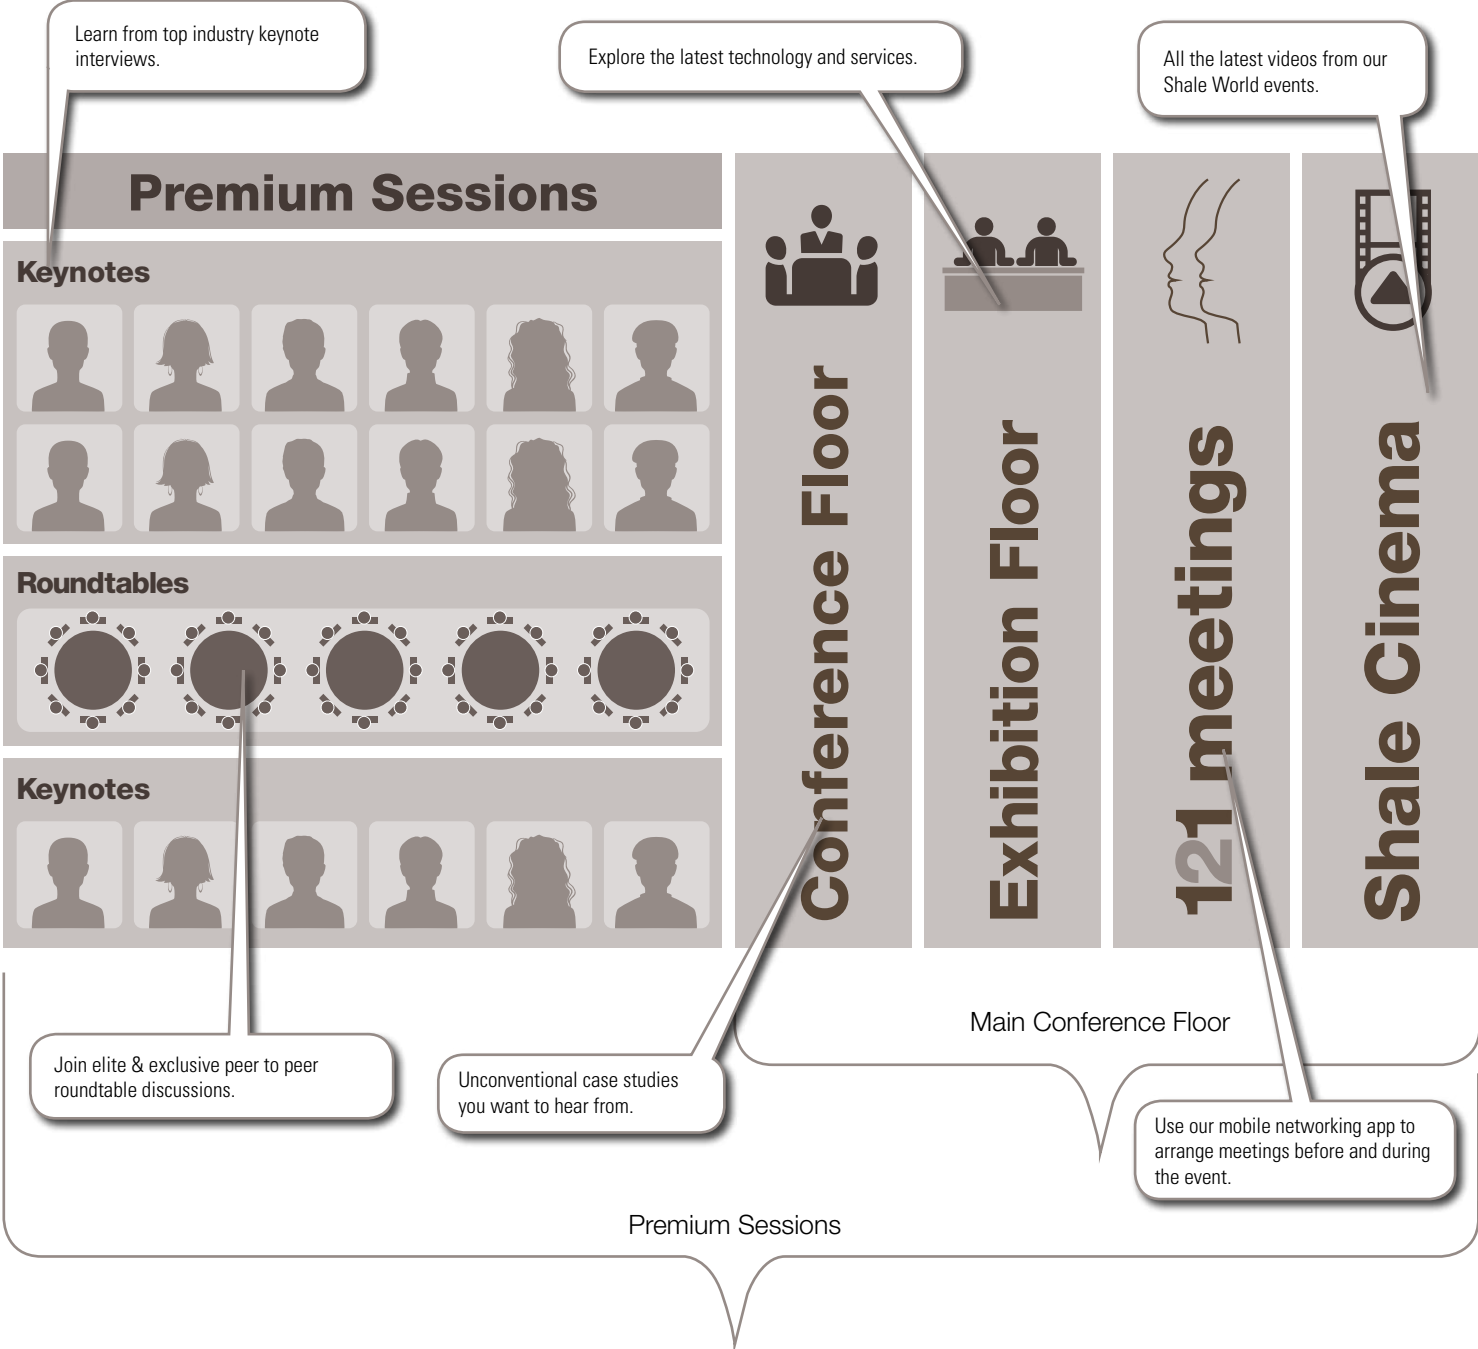 Learn from top industry keynote
interviews.
Explore the latest technology and services.
All the latest videos from our
Shale World events.
Premium Sessions
Keynotes
Roundtables
Keynotes
Conference Floor
Exhibition Floor
121 meetings
Shale Cinema
Main Conference Floor
Join elite & exclusive peer to peer
roundtable discussions.
Unconventional case studies
you want to hear from.
Use our mobile networking app to
arrange meetings before and during
the event.
Premium Sessions